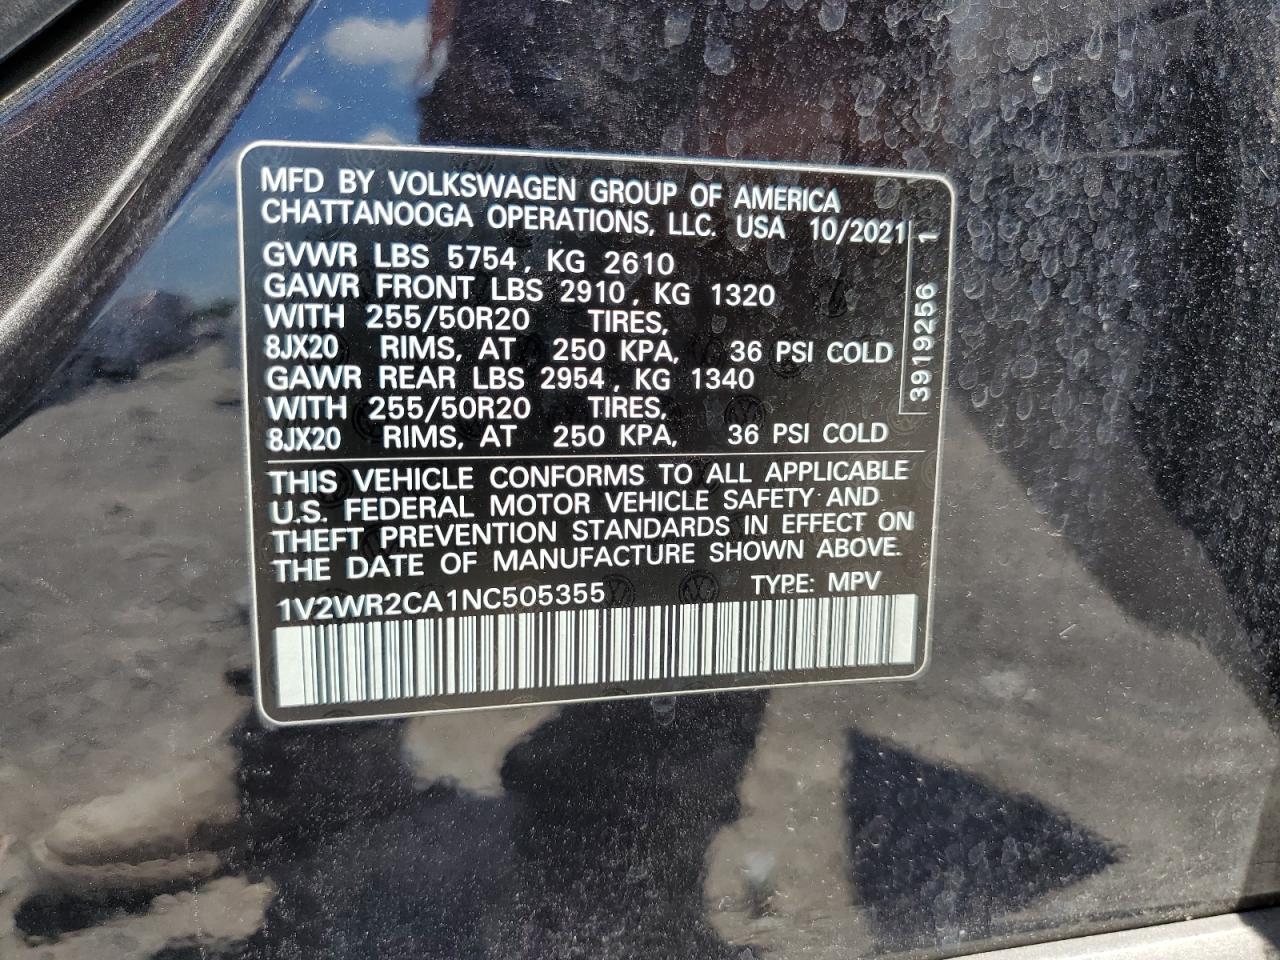 MFD BY VOLKSWAGEN GROUP OF AMERICA
CHATTANOOGA OPERATIONS, LLC. USA 10/2021
GVWR LBS 5754, KG 2610
GAWR FRONT LBS 2910, KG 1320
WITH 255/50R20 TIRES,
8JX20 RIMS, AT 250 KPA, 36 PSI COLD
GAWR REAR LBS 2954, KG 1340
WITH 255/50R20 TIRES,
8JX20 RIMS, AT 250 KPA, 36 PSI COLD
3919256 1
THIS VEHICLE CONFORMS TO ALL APPLICABLE
U.S. FEDERAL MOTOR VEHICLE SAFETY AND
THEFT PREVENTION STANDARDS IN EFFECT ON
THE DATE OF MANUFACTURE SHOWN ABOVE.
1V2WR2CA1NC505355 TYPE: MPV